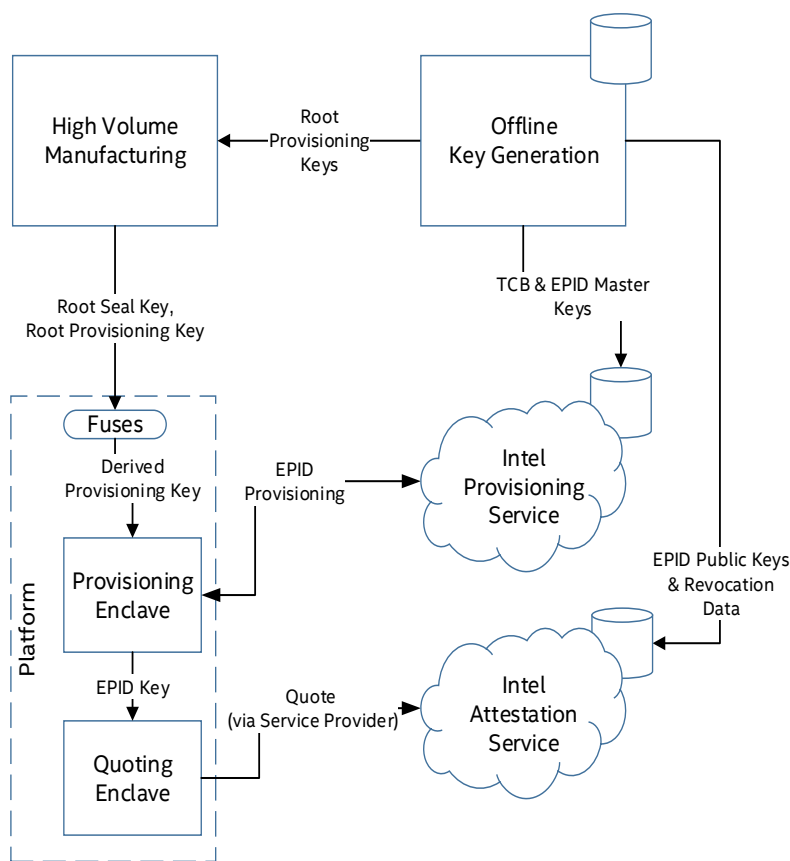 High Volume
Manufacturing
Root
Provisioning
Keys
Offline
Key Generation
TCB & EPID Master
Keys
Root Seal Key,
Root Provisioning Key
Fuses
Derived
Provisioning Key
EPID
Provisioning
Intel
Provisioning
Service
Provisioning
Enclave
EPID Public Keys
& Revocation
Data
Platform
EPID Key
Quote
(via Service Provider)
Intel
Attestation
Service
Quoting
Enclave